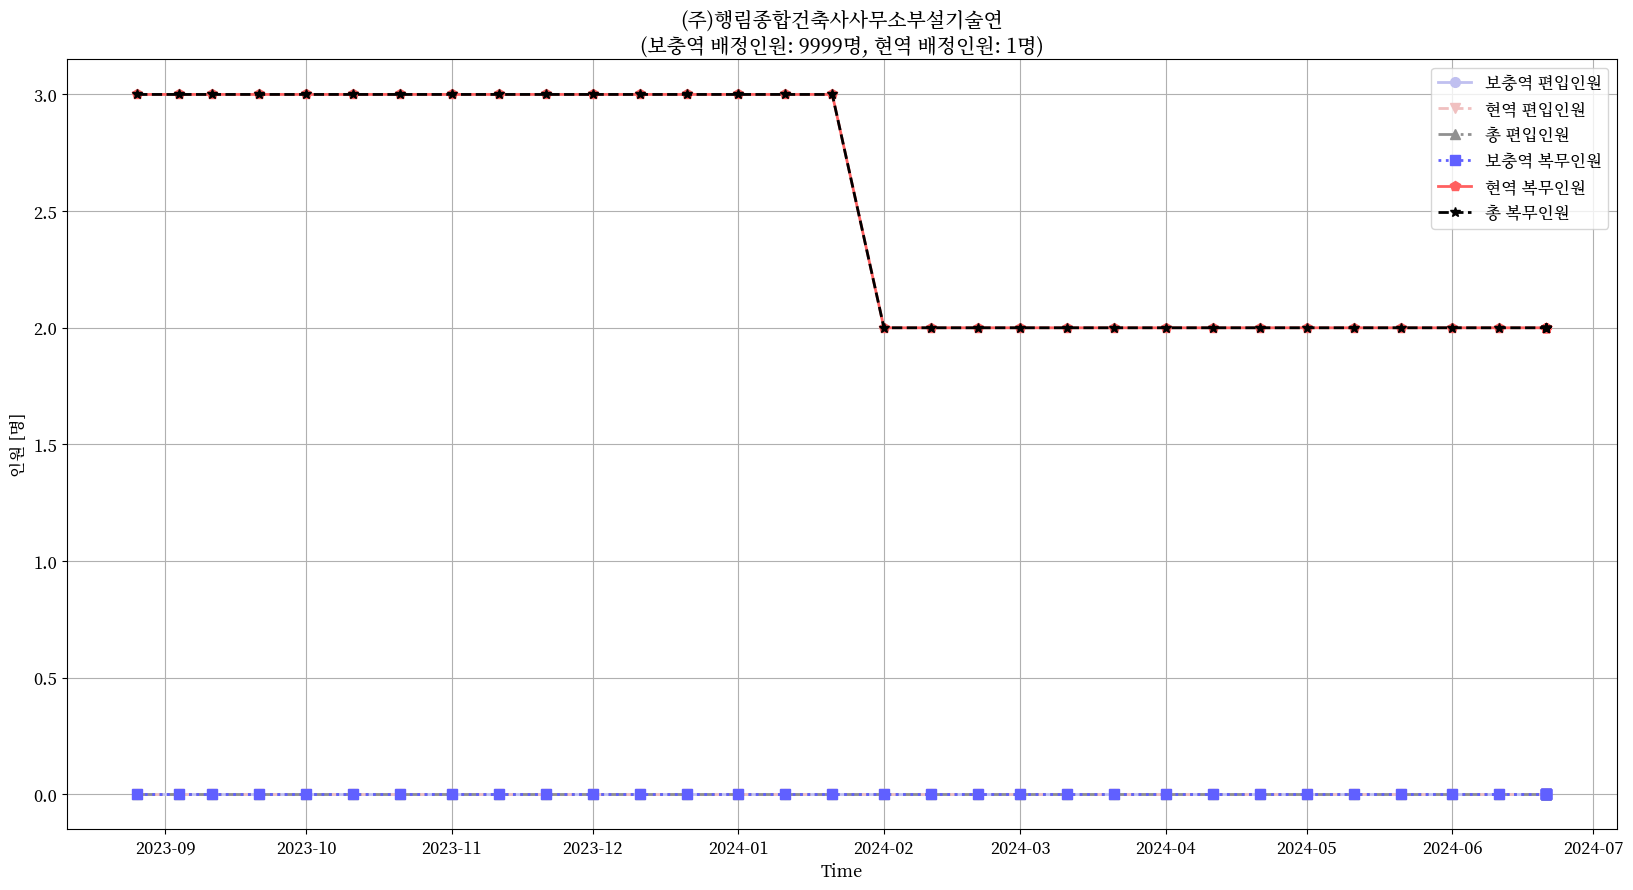 (주)행림종합건축사사무소부설기술연
(보충역 배정인원: 9999명, 현역 배정인원: 1명)
보충역 편입인원
현역 편입인원
총 편입인원
보충역 복무인원
현역 복무인원
총 복무인원
인원 [명]
3.0
2.5
2.0
1.5
1.0
0.5
0.0
2023-09 2023-10 2023-11 2023-12 2024-01 2024-02 2024-03 2024-04 2024-05 2024-06 2024-07
Time